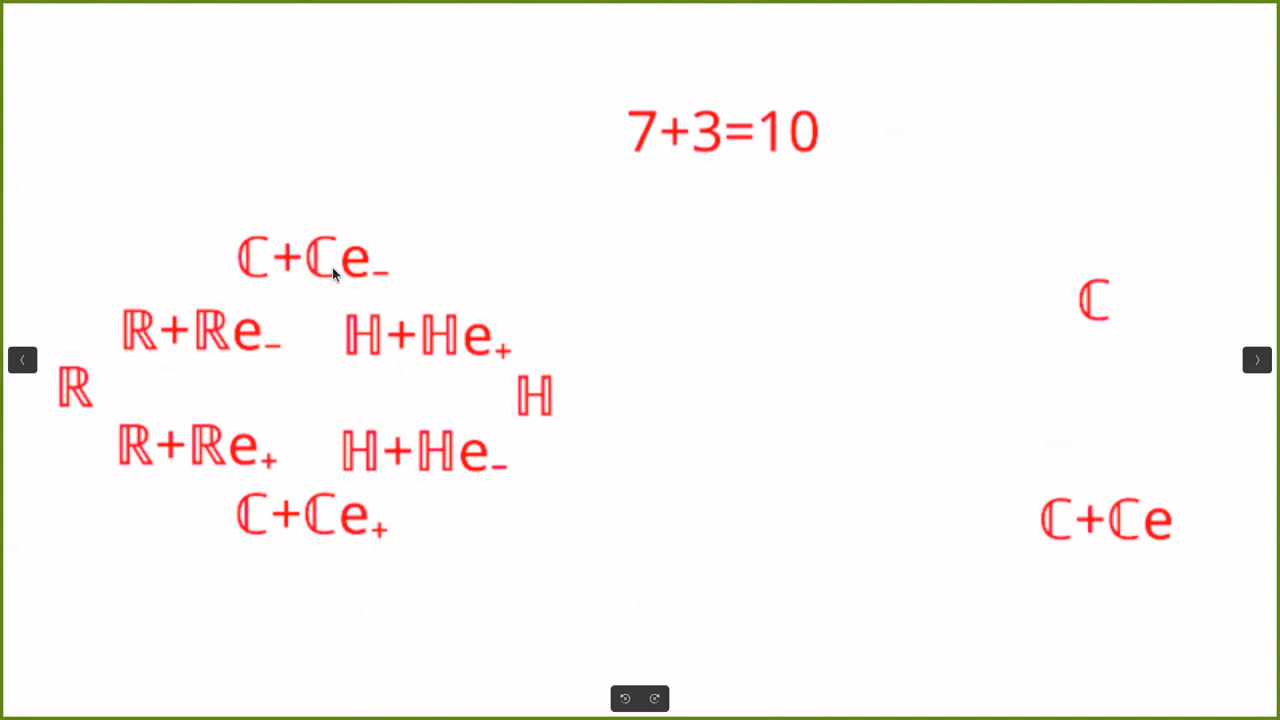 7+3=10
ℂ+ℂe₋
ℂ
ℝ+ℝe₋ ℍ+ℍe₊
ℝ ℍ
ℝ+ℝe₊ ℍ+ℍe₋
ℂ+ℂe₊
ℂ+ℂe